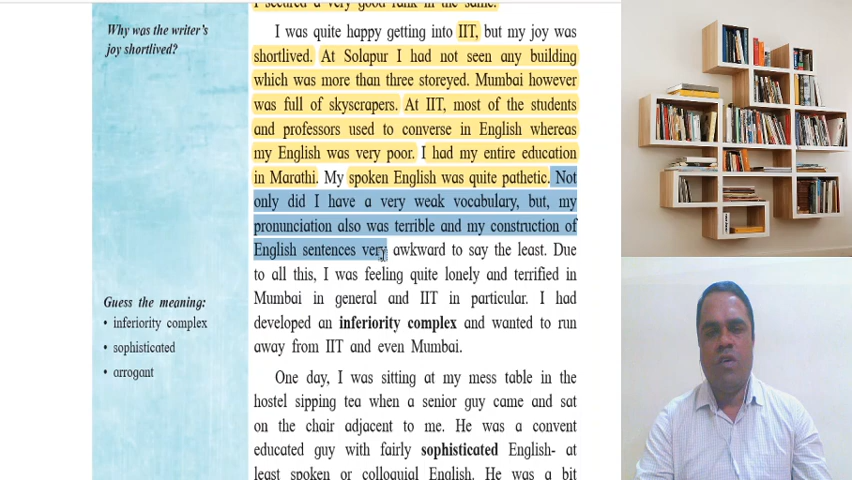 Why was the writer's
joy shortlived?
Guess the meaning:
• inferiority complex
• sophisticated
• arrogant
I secured a very good rank in the same.
I was quite happy getting into IIT, but my joy was
shortlived. At Solapur I had not seen any building
which was more than three storeyed. Mumbai however
was full of skyscrapers. At IIT, most of the students
and professors used to converse in English whereas
my English was very poor. I had my entire education
in Marathi. My spoken English was quite pathetic. Not
only did I have a very weak vocabulary, but, my
pronunciation also was terrible and my construction of
English sentences very awkward to say the least. Due
to all this, I was feeling quite lonely and terrified in
Mumbai in general and IIT in particular. I had
developed an inferiority complex and wanted to run
away from IIT and even Mumbai.
One day, I was sitting at my mess table in the
hostel sipping tea when a senior guy came and sat
on the chair adjacent to me. He was a convent
educated guy with fairly sophisticated English- at
least spoken or colloquial English. He was a bit